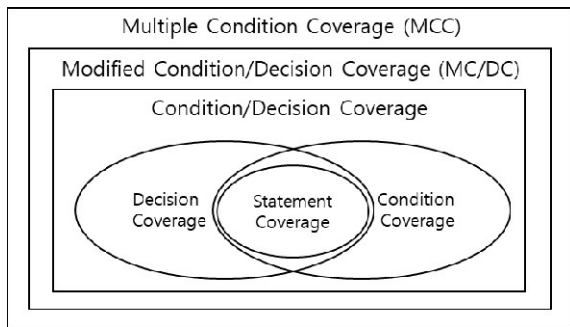 Multiple Condition Coverage (MCC)
Modified Condition/Decision Coverage (MC/DC)
Condition/Decision Coverage
Decision
Coverage
Statement
Coverage
Condition
Coverage